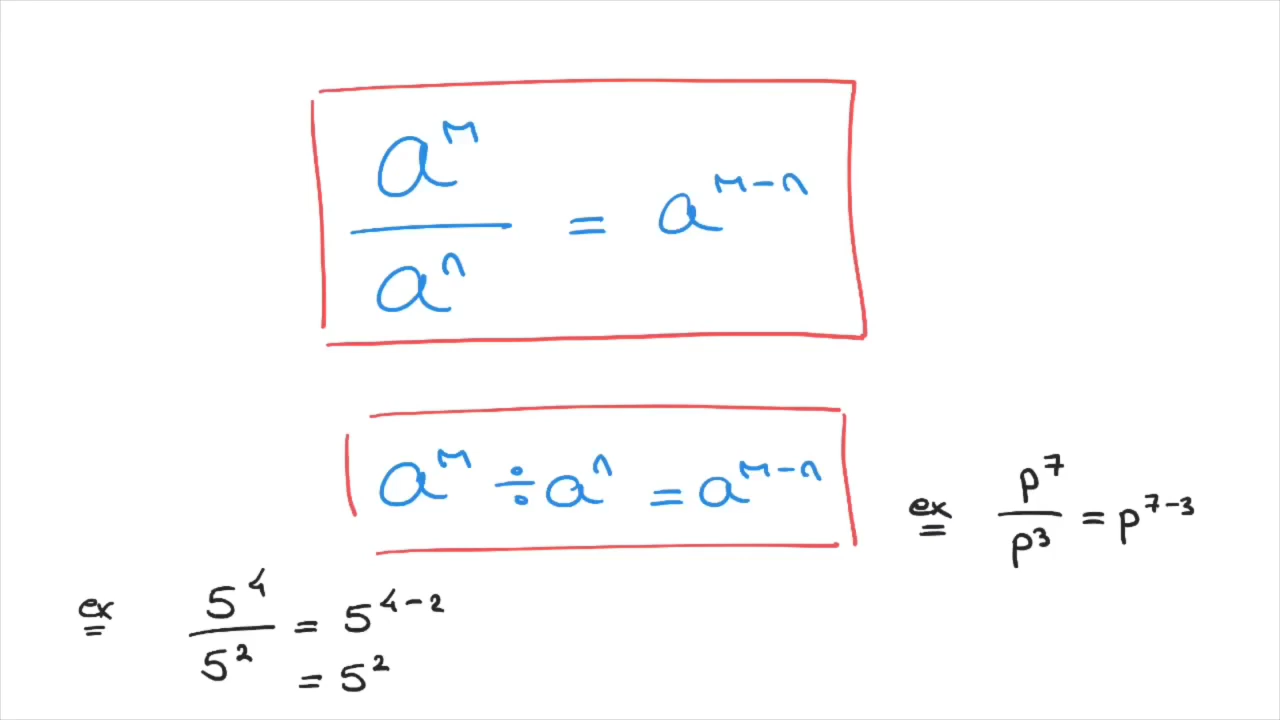 a^m / a^n = a^(m-n)
a^m ÷ a^n = a^(m-n)
ex p^7 / p^3 = p^(7-3)
ex 5^4 / 5^2 = 5^(4-2)
= 5^2